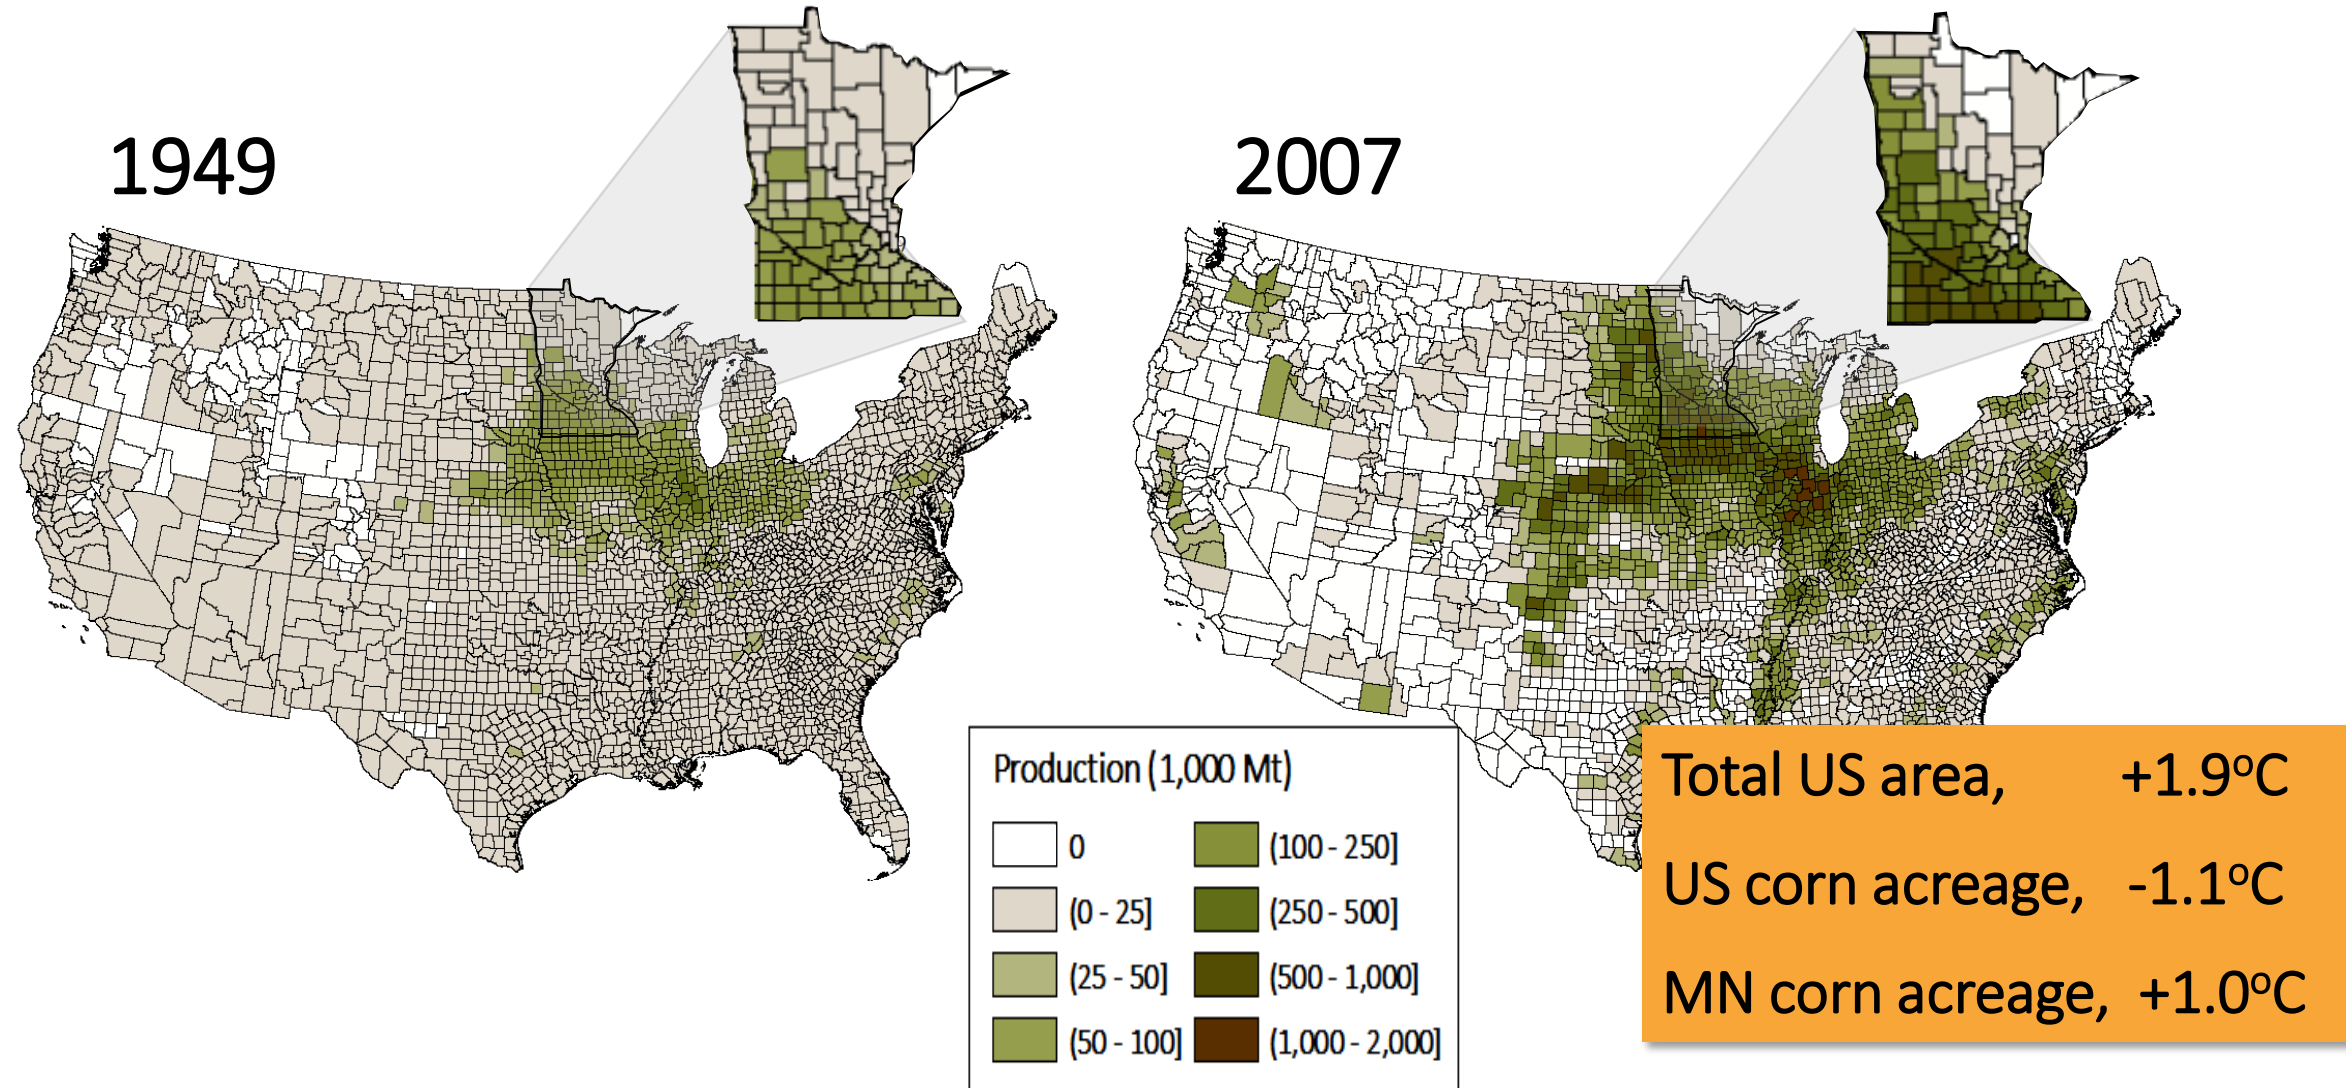 1949
2007
Production (1,000 Mt)
0
(0 - 25]
(25 - 50]
(50 - 100]
(100 - 250]
(250 - 500]
(500 - 1,000]
(1,000 - 2,000]
Total US area, +1.9°C
US corn acreage, -1.1°C
MN corn acreage, +1.0°C